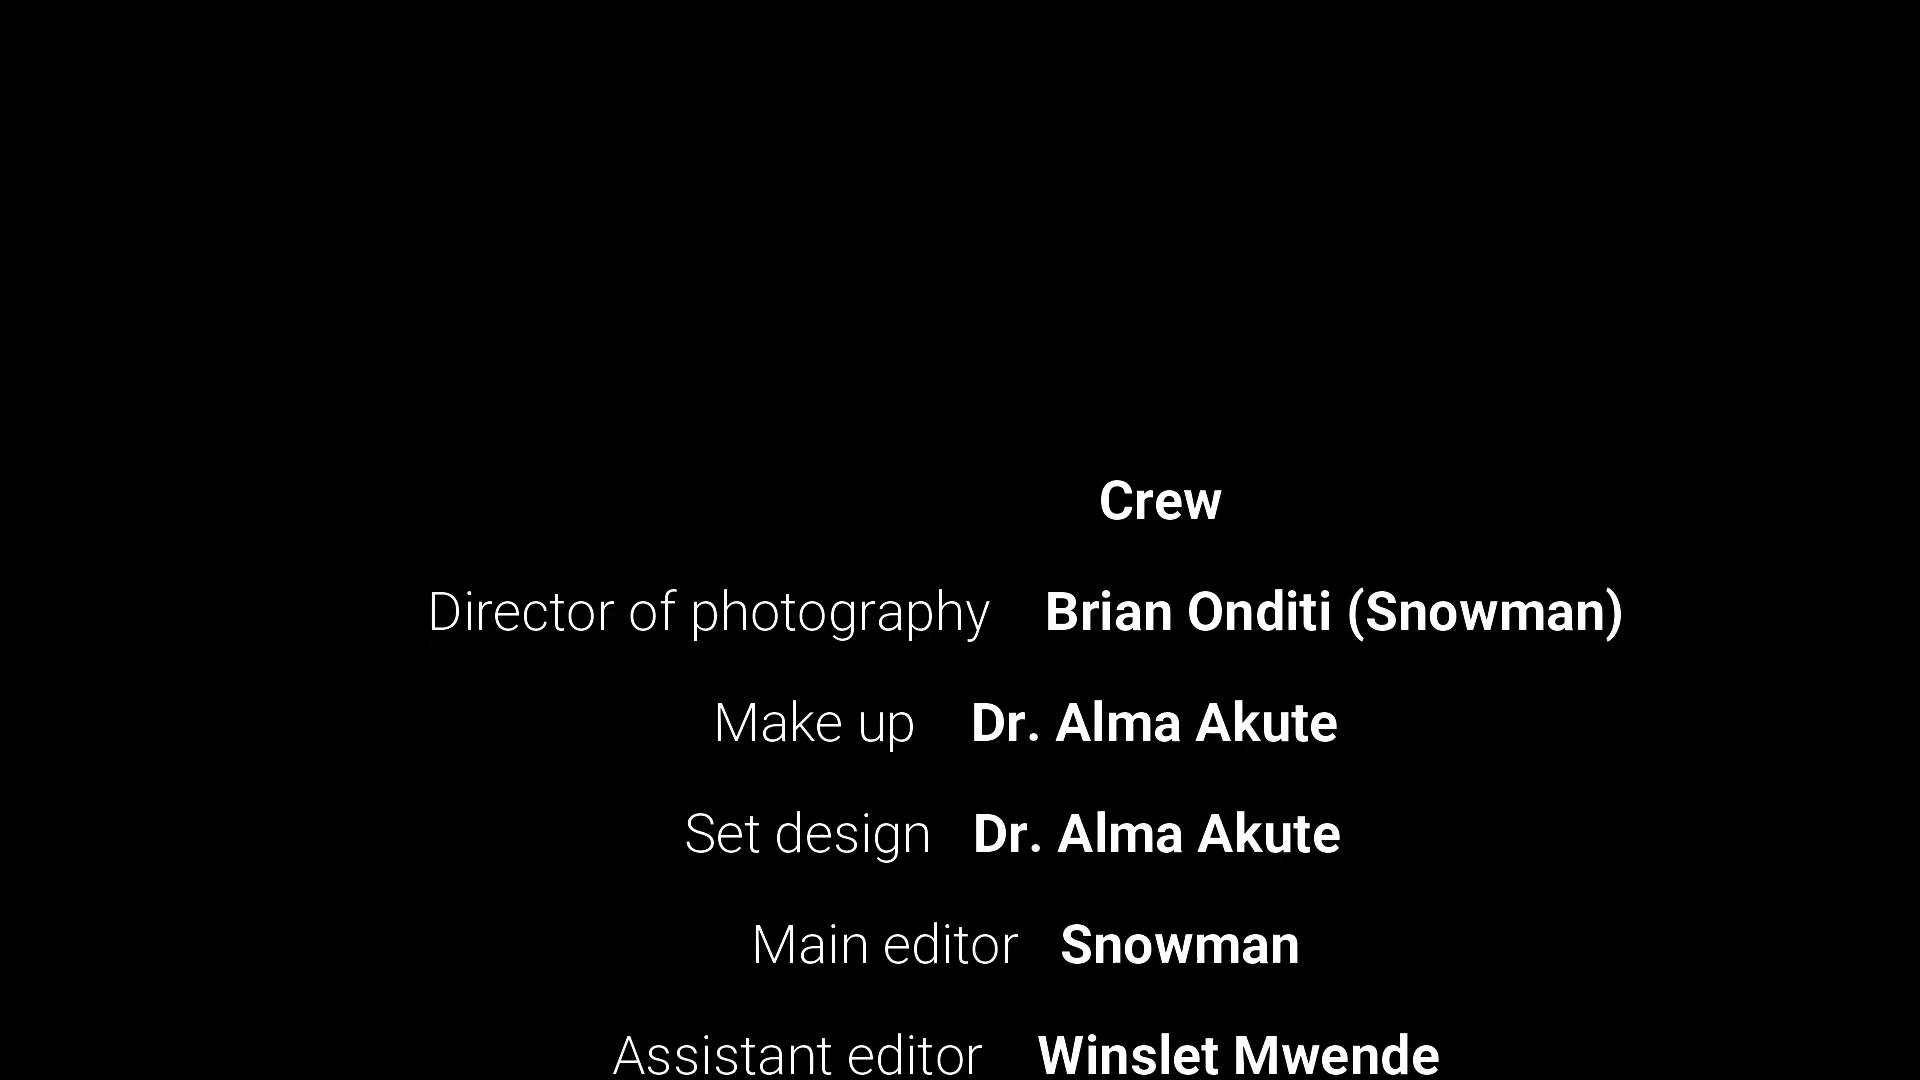 Crew
Director of photography Brian Onditi (Snowman)
Make up Dr. Alma Akute
Set design Dr. Alma Akute
Main editor Snowman
Assistant editor Winslet Mwende